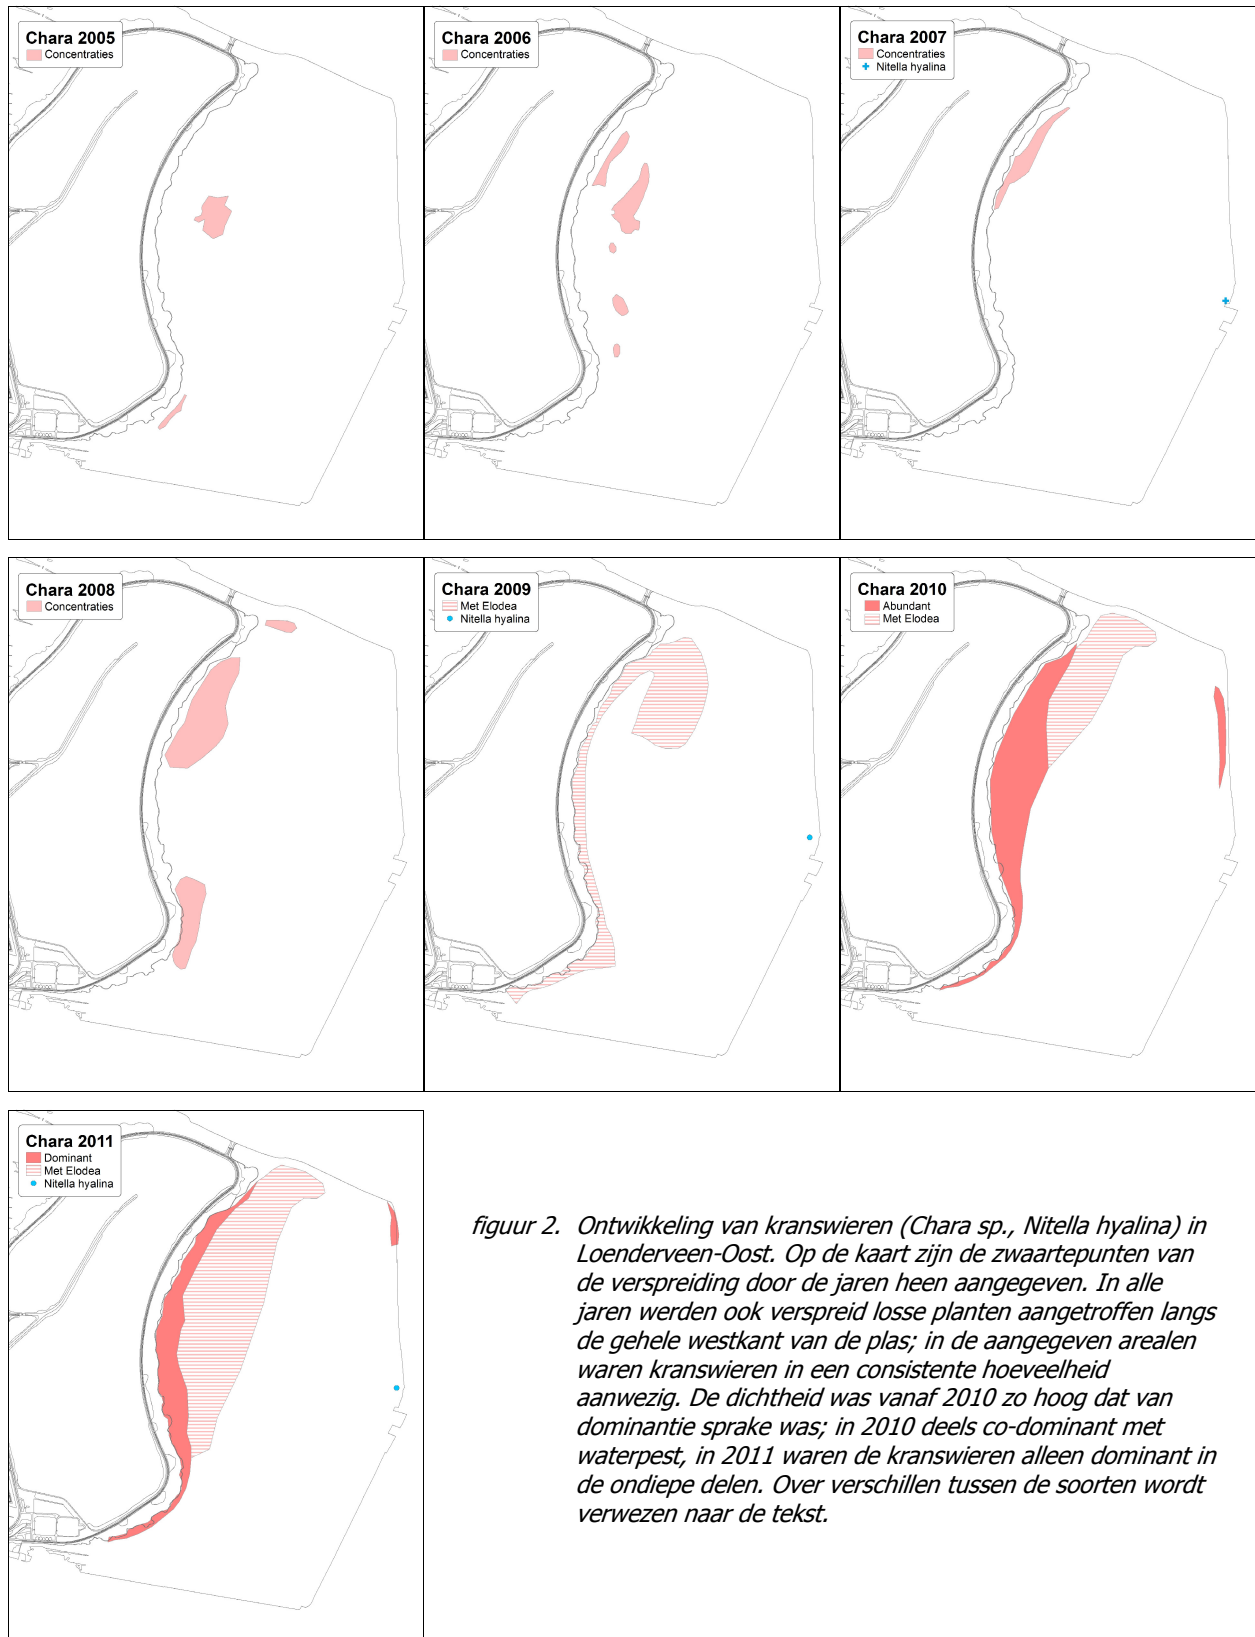 Chara 2005
Concentraties
Chara 2006
Concentraties
Chara 2007
Concentraties
Nitella hyalina
Chara 2008
Concentraties
Chara 2009
Met Elodea
Nitella hyalina
Chara 2010
Abundant
Met Elodea
Chara 2011
Dominant
Met Elodea
Nitella hyalina
figuur 2. Ontwikkeling van kranswieren (Chara sp., Nitella hyalina) in
Loenderveen-Oost. Op de kaart zijn de zwaartepunten van
de verspreiding door de jaren heen aangegeven. In alle
jaren werden ook verspreid losse planten aangetroffen langs
de gehele westkant van de plas; in de aangegeven arealen
waren kranswieren in een consistente hoeveelheid
aanwezig. De dichtheid was vanaf 2010 zo hoog dat van
dominantie sprake was; in 2010 deels co-dominant met
waterpest, in 2011 waren de kranswieren alleen dominant in
de ondiepe delen. Over verschillen tussen de soorten wordt
verwezen naar de tekst.